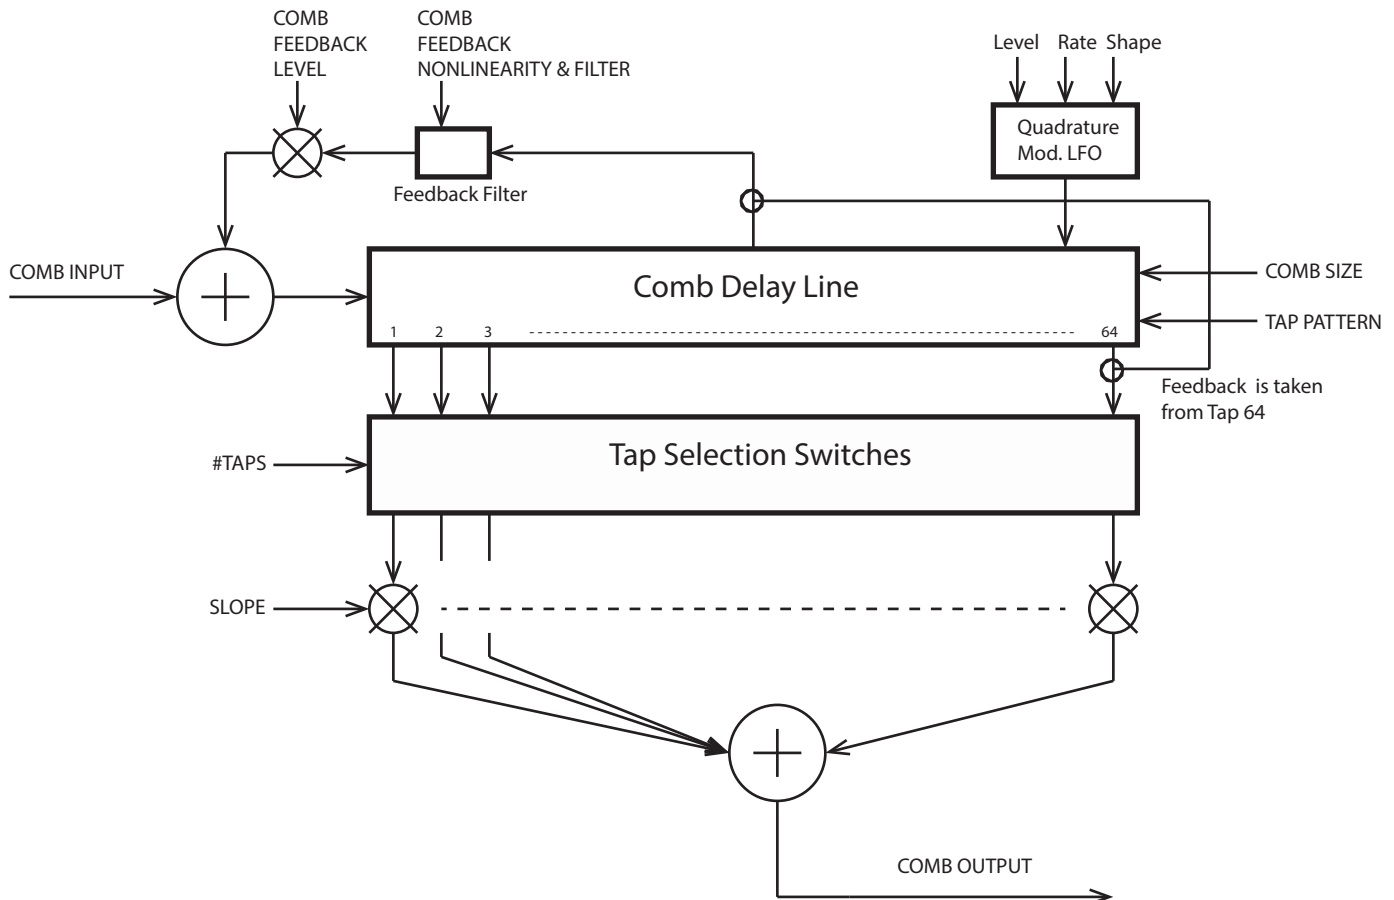 COMB
FEEDBACK
LEVEL
COMB
FEEDBACK
NONLINEARITY & FILTER
Level Rate Shape
Quadrature
Mod. LFO
Feedback Filter
COMB INPUT
Comb Delay Line
COMB SIZE
TAP PATTERN
1 2 3 64
Feedback is taken
from Tap 64
#TAPS
Tap Selection Switches
SLOPE
COMB OUTPUT